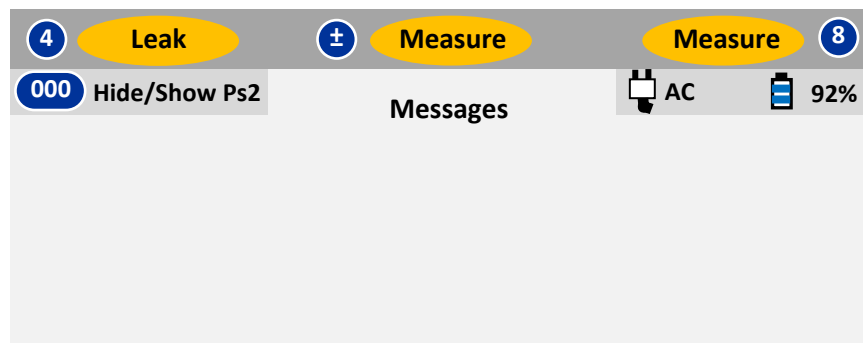 4 Leak ± Measure Measure 8
000 Hide/Show Ps2 Messages AC 92%